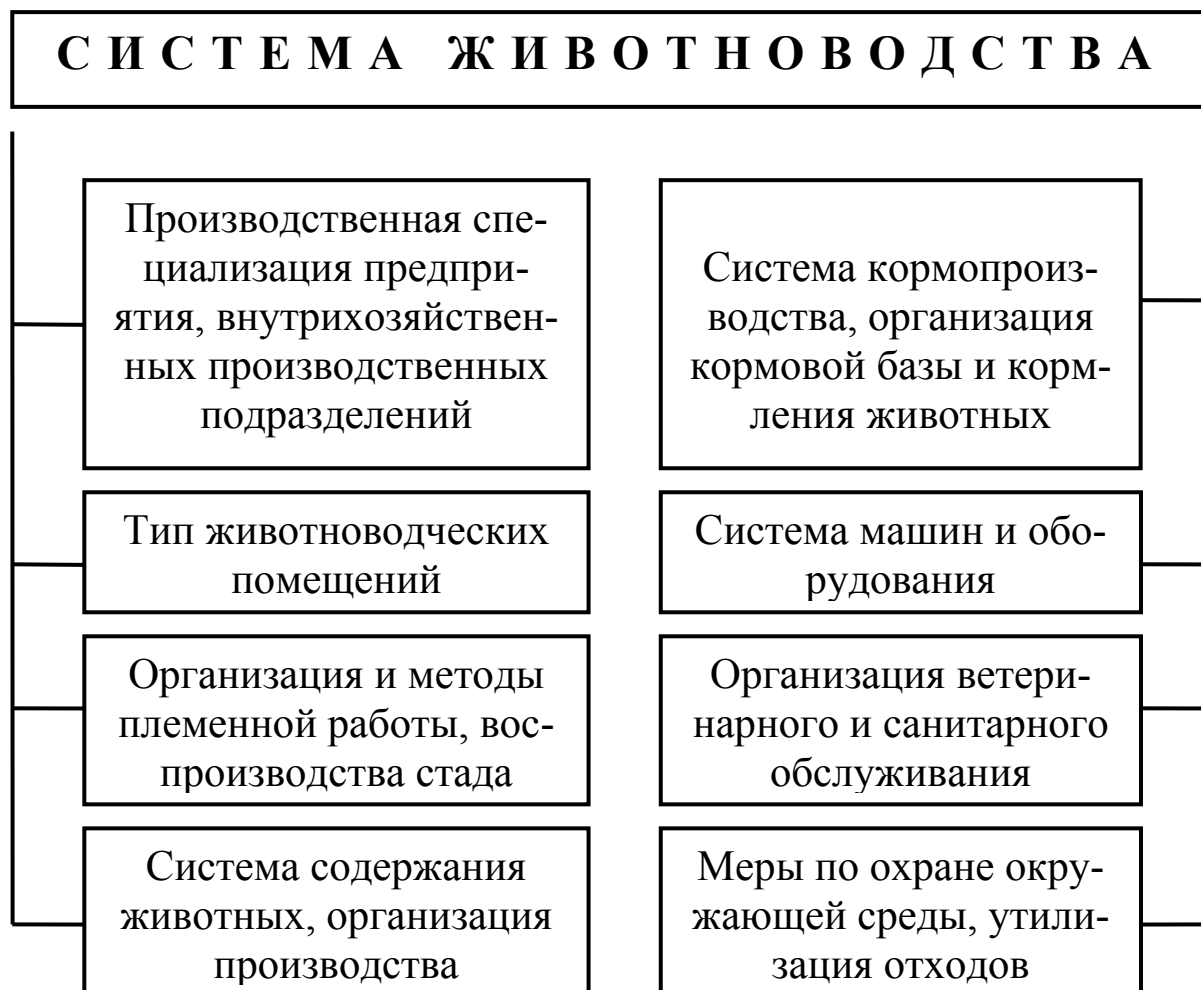 СИСТЕМА ЖИВОТНОВОДСТВА
Производственная спе-
циализация предпри-
ятия, внутрихозяйствен-
ных производственных
подразделений
Система кормопроиз-
водства, организация
кормовой базы и корм-
ления животных
Тип животноводческих
помещений
Система машин и обо-
рудования
Организация и методы
племенной работы, вос-
производства стада
Организация ветери-
нарного и санитарного
обслуживания
Система содержания
животных, организация
производства
Меры по охране окру-
жающей среды, утили-
зация отходов